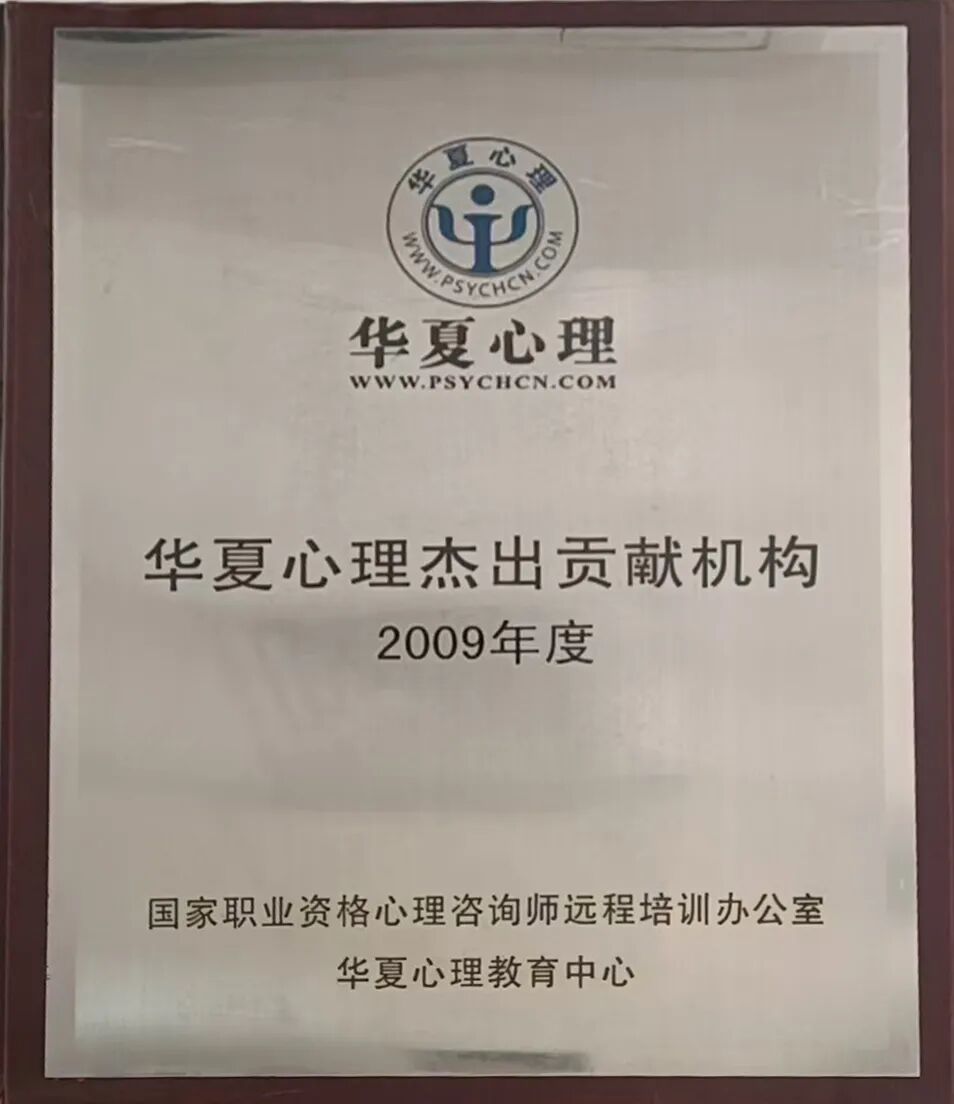 华夏心理
WWW.PSYCHCN.COM
华夏心理
WWW.PSYCHCN.COM
华夏心理杰出贡献机构
2009年度
国家职业资格心理咨询师远程培训办公室
华夏心理教育中心